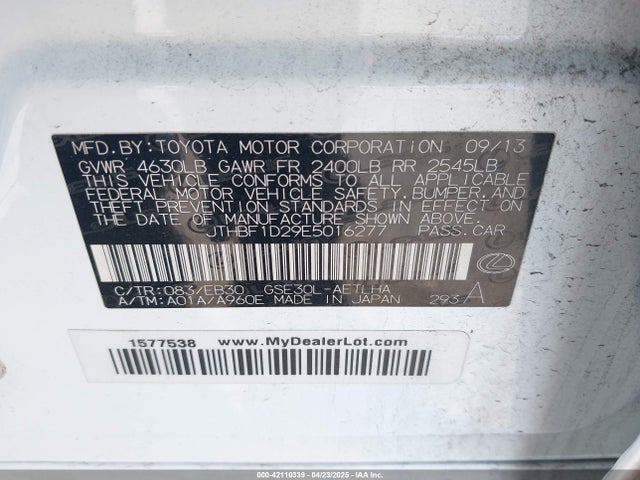 MFD. BY: TOYOTA MOTOR CORPORATION 09/13
GVWR 4630LB GAWR FR 2400LB RR 2545LB
THIS VEHICLE CONFORMS TO ALL APPLICABLE
FEDERAL MOTOR VEHICLE SAFETY, BUMPER, AND
THEFT PREVENTION STANDARDS IN EFFECT ON
THE DATE OF MANUFACTURE SHOWN ABOVE.
JTHBF1D29E5016277 PASS. CAR
C/TR: 083/EB30 GSE30L-AETLHA
A/TM: A01A/A960E MADE IN JAPAN 293 A
1577538 www.MyDealerLot.com
000-42110339 - 04/23/2025 - IAA Inc.